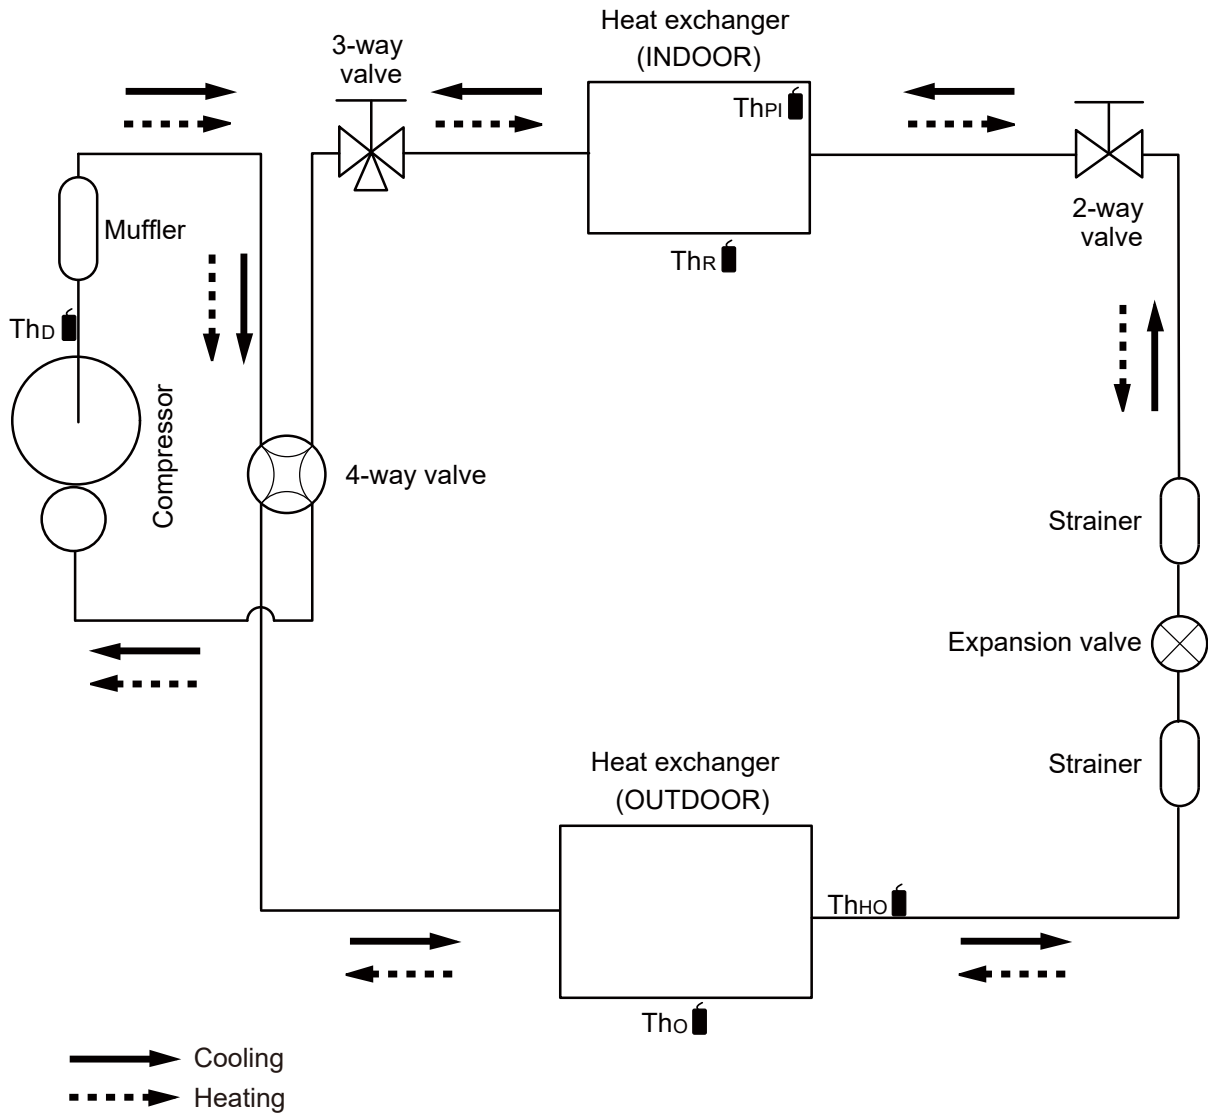 Heat exchanger
(INDOOR)
3-way
valve
ThPI
2-way
valve
Muffler
ThR
ThD
Compressor
4-way valve
Strainer
Expansion valve
Strainer
Heat exchanger
(OUTDOOR)
ThHO
ThO
Cooling
Heating